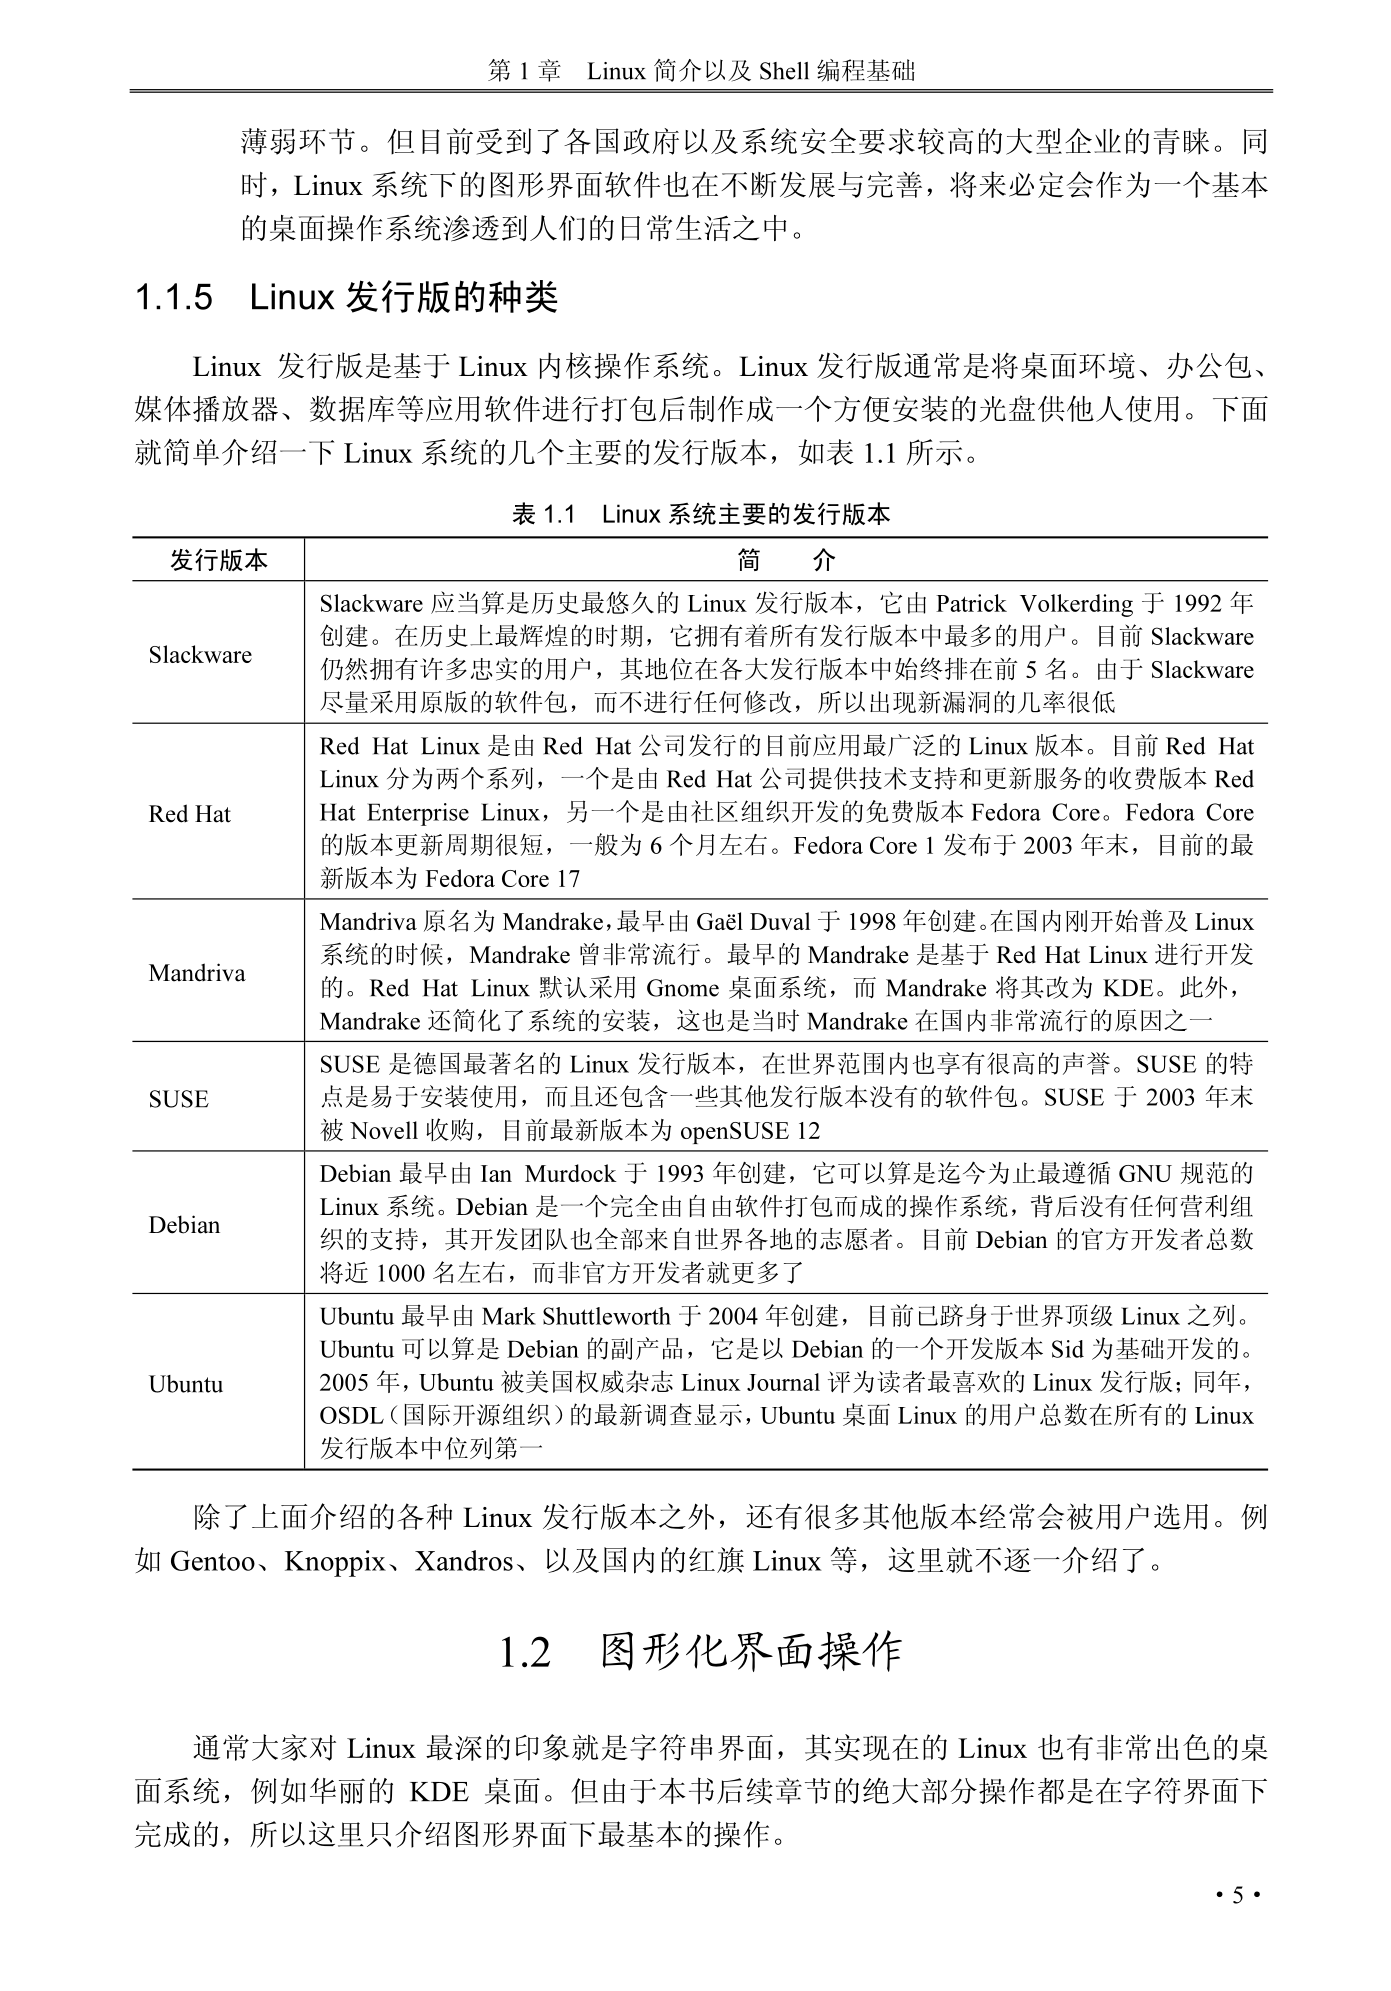 第 1 章　Linux 简介以及 Shell 编程基础
薄弱环节。但目前受到了各国政府以及系统安全要求较高的大型企业的青睐。同
时，Linux 系统下的图形界面软件也在不断发展与完善，将来必定会作为一个基本
的桌面操作系统渗透到人们的日常生活之中。
1.1.5　Linux 发行版的种类
Linux 发行版是基于 Linux 内核操作系统。Linux 发行版通常是将桌面环境、办公包、
媒体播放器、数据库等应用软件进行打包后制作成一个方便安装的光盘供他人使用。下面
就简单介绍一下 Linux 系统的几个主要的发行版本，如表 1.1 所示。
表 1.1　Linux 系统主要的发行版本
发行版本　简　　介
Slackware 应当算是历史最悠久的 Linux 发行版本，它由 Patrick Volkerding 于 1992 年
创建。在历史上最辉煌的时期，它拥有着所有发行版本中最多的用户。目前 Slackware
Slackware
仍然拥有许多忠实的用户，其地位在各大发行版本中始终排在前 5 名。由于 Slackware
尽量采用原版的软件包，而不进行任何修改，所以出现新漏洞的几率很低
Red Hat Linux 是由 Red Hat 公司发行的目前应用最广泛的 Linux 版本。目前 Red Hat
Linux 分为两个系列，一个是由 Red Hat 公司提供技术支持和更新服务的收费版本 Red
Red Hat
Hat Enterprise Linux，另一个是由社区组织开发的免费版本 Fedora Core。Fedora Core
的版本更新周期很短，一般为 6 个月左右。Fedora Core 1 发布于 2003 年末，目前的最
新版本为 Fedora Core 17
Mandriva 原名为 Mandrake，最早由 Gaël Duval 于 1998 年创建。在国内刚开始普及 Linux
系统的时候，Mandrake 曾非常流行。最早的 Mandrake 是基于 Red Hat Linux 进行开发
Mandriva
的。Red Hat Linux 默认采用 Gnome 桌面系统，而 Mandrake 将其改为 KDE。此外，
Mandrake 还简化了系统的安装，这也是当时 Mandrake 在国内非常流行的原因之一
SUSE 是德国最著名的 Linux 发行版本，在世界范围内也享有很高的声誉。SUSE 的特
SUSE
点是易于安装使用，而且还包含一些其他发行版本没有的软件包。SUSE 于 2003 年末
被 Novell 收购，目前最新版本为 openSUSE 12
Debian 最早由 Ian Murdock 于 1993 年创建，它可以算是迄今为止最遵循 GNU 规范的
Linux 系统。Debian 是一个完全由自由软件打包而成的操作系统，背后没有任何营利组
Debian
织的支持，其开发团队也全部来自世界各地的志愿者。目前 Debian 的官方开发者总数
将近 1000 名左右，而非官方开发者就更多了
Ubuntu 最早由 Mark Shuttleworth 于 2004 年创建，目前已跻身于世界顶级 Linux 之列。
Ubuntu 可以算是 Debian 的副产品，它是以 Debian 的一个开发版本 Sid 为基础开发的。
Ubuntu
2005 年，Ubuntu 被美国权威杂志 Linux Journal 评为读者最喜欢的 Linux 发行版；同年，
OSDL（国际开源组织）的最新调查显示，Ubuntu 桌面 Linux 的用户总数在所有的 Linux
发行版本中位列第一
除了上面介绍的各种 Linux 发行版本之外，还有很多其他版本经常会被用户选用。例
如 Gentoo、Knoppix、Xandros、以及国内的红旗 Linux 等，这里就不逐一介绍了。
1.2　图形化界面操作
通常大家对 Linux 最深的印象就是字符串界面，其实现在的 Linux 也有非常出色的桌
面系统，例如华丽的 KDE 桌面。但由于本书后续章节的绝大部分操作都是在字符界面下
完成的，所以这里只介绍图形界面下最基本的操作。
· 5 ·